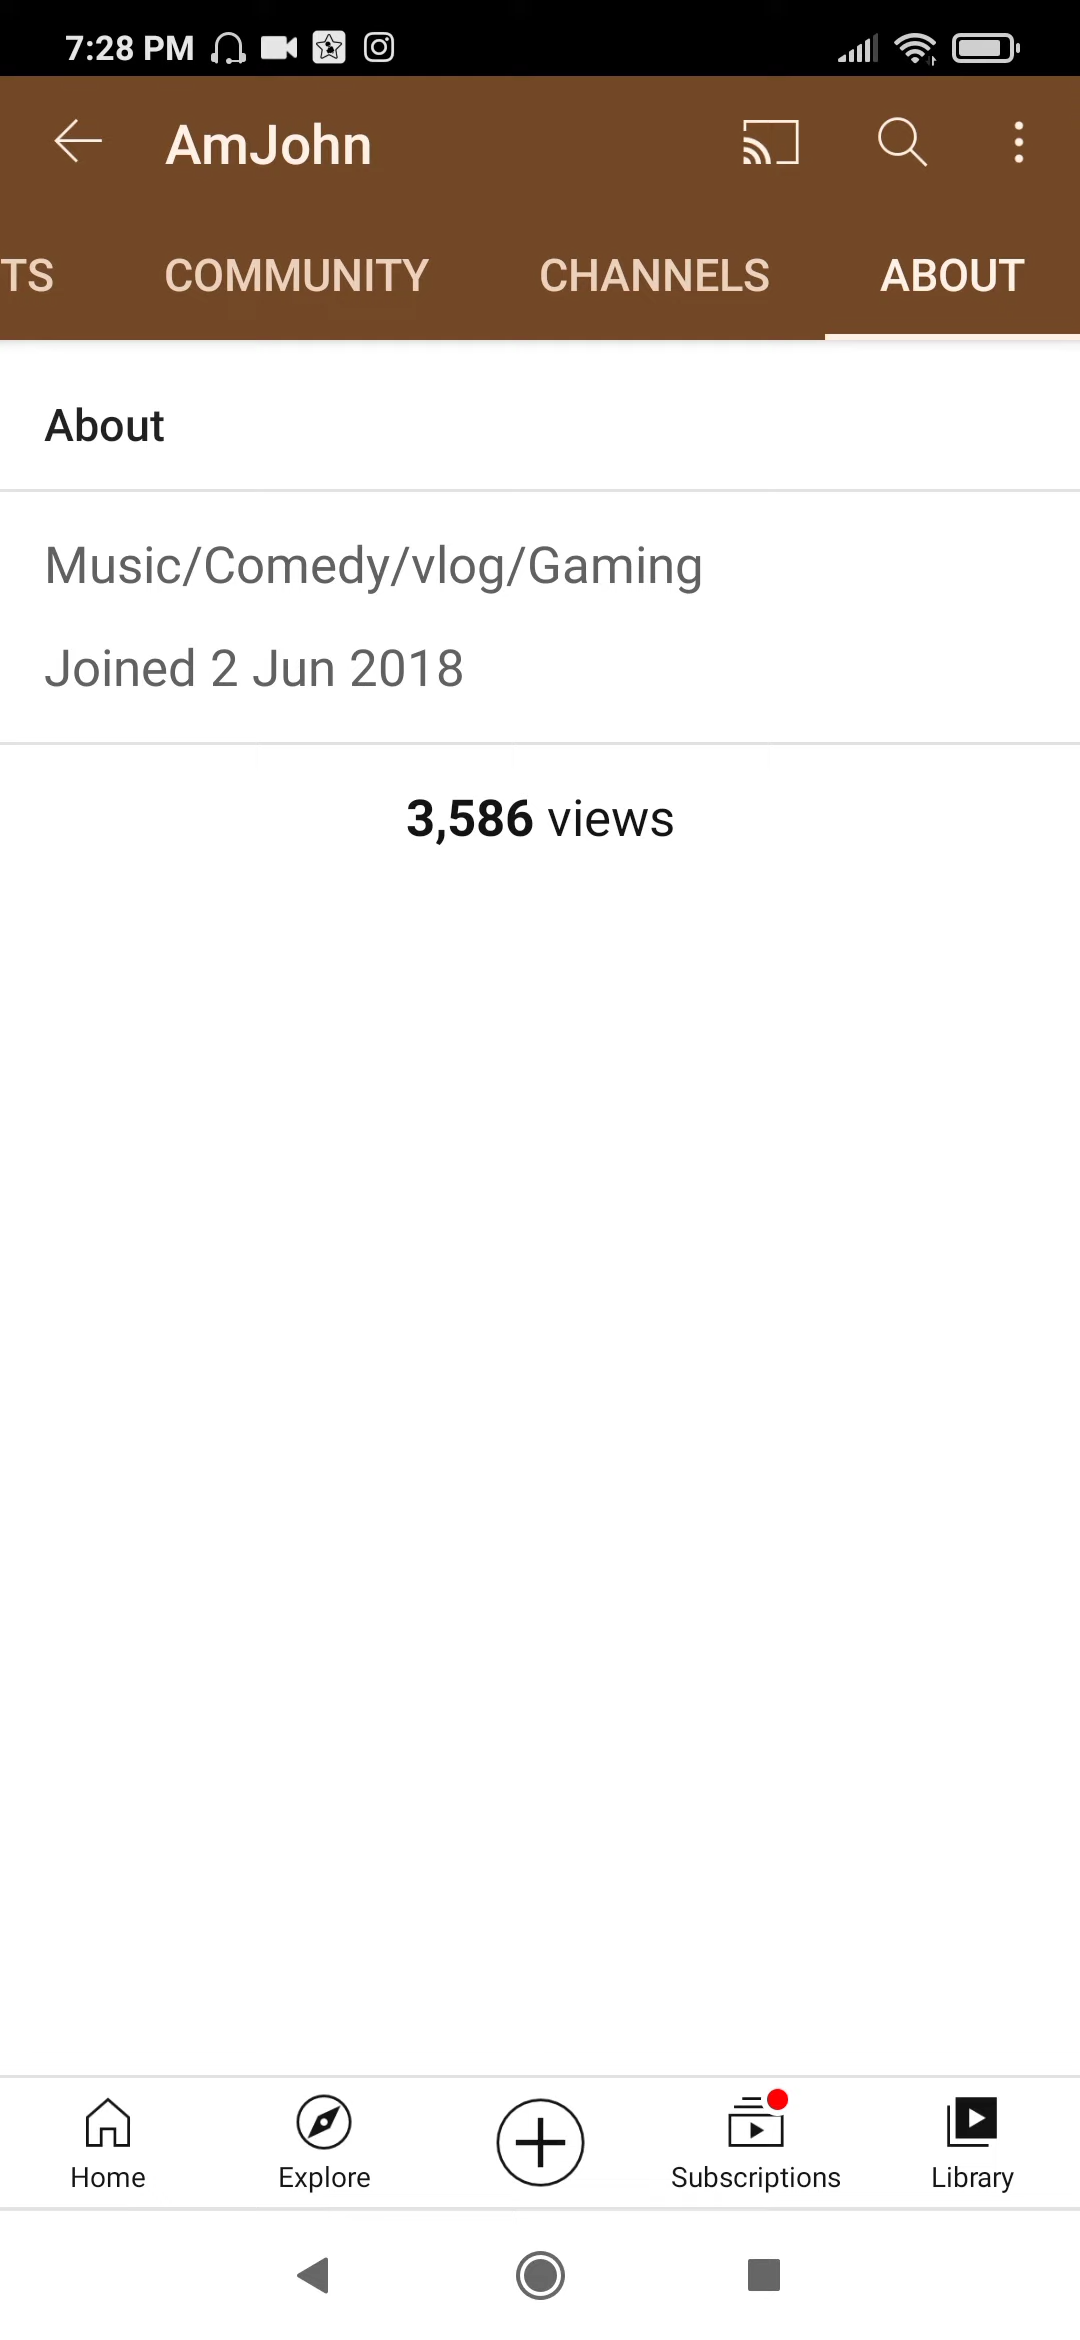 7:28 PM
AmJohn
TS COMMUNITY CHANNELS ABOUT
About
Music/Comedy/vlog/Gaming
Joined 2 Jun 2018
3,586 views
Home Explore Subscriptions Library